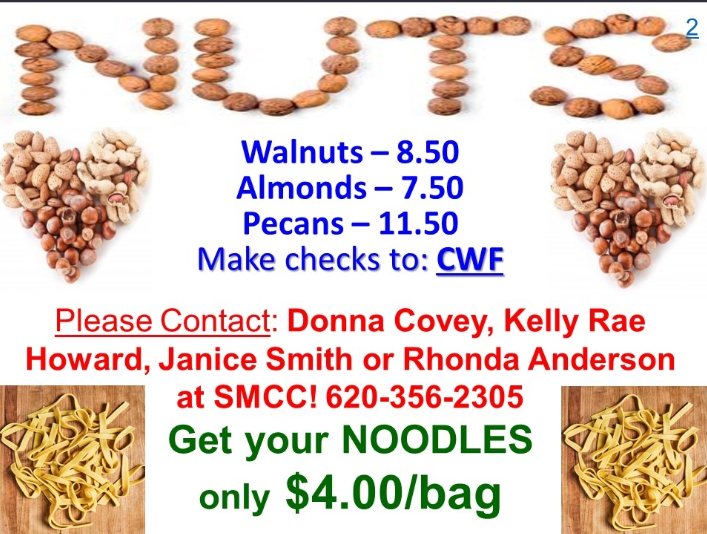 NUTS
2
Walnuts – 8.50
Almonds – 7.50
Pecans – 11.50
Make checks to: CWF
Please Contact: Donna Covey, Kelly Rae
Howard, Janice Smith or Rhonda Anderson
at SMCC! 620-356-2305
Get your NOODLES
only $4.00/bag